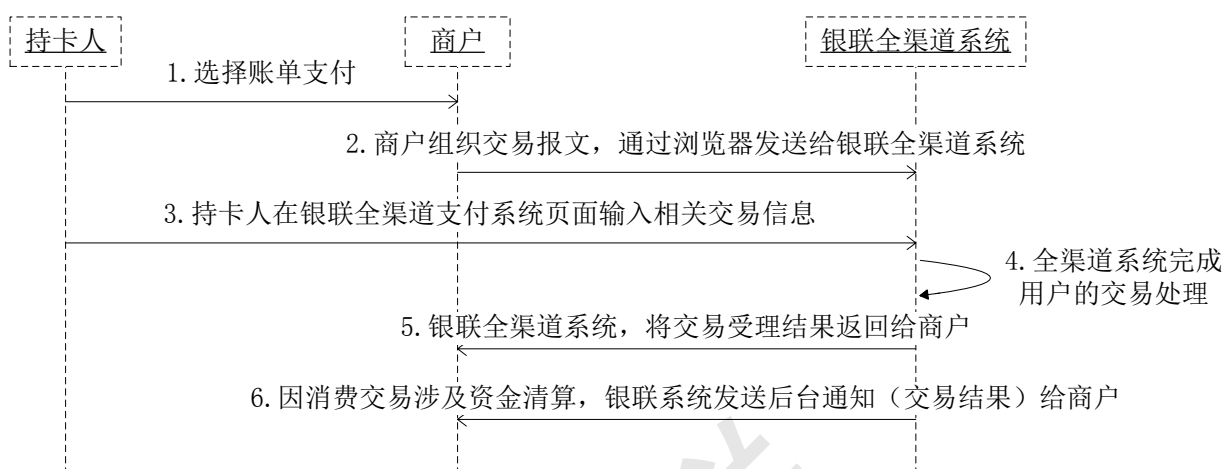 持卡人
商户
银联全渠道系统
1.选择账单支付
2.商户组织交易报文，通过浏览器发送给银联全渠道系统
3.持卡人在银联全渠道支付系统页面输入相关交易信息
4.全渠道系统完成
用户的交易处理
5.银联全渠道系统，将交易受理结果返回给商户
6.因消费交易涉及资金清算，银联系统发送后台通知（交易结果）给商户